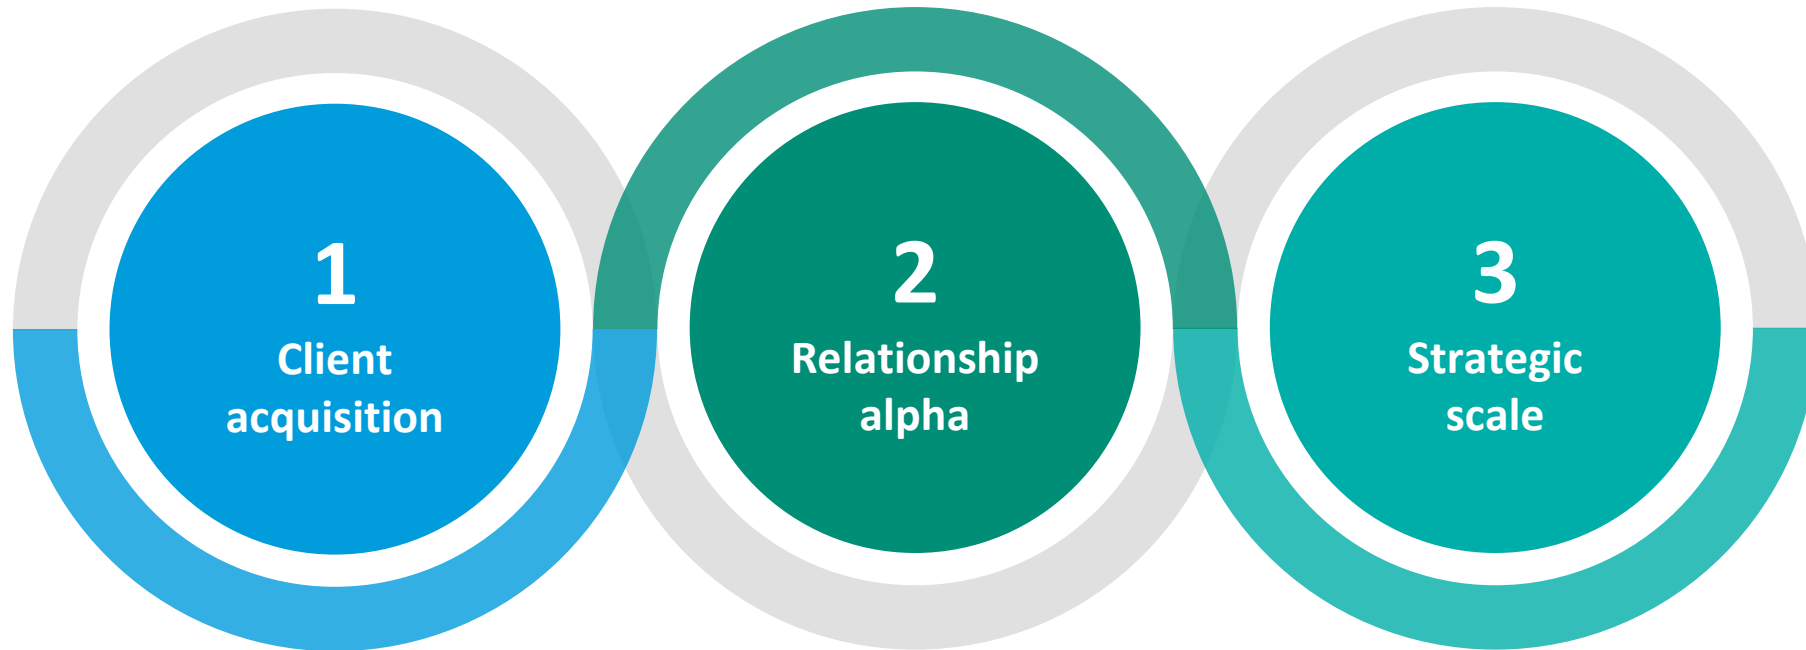 1
Client
acquisition
2
Relationship
alpha
3
Strategic
scale